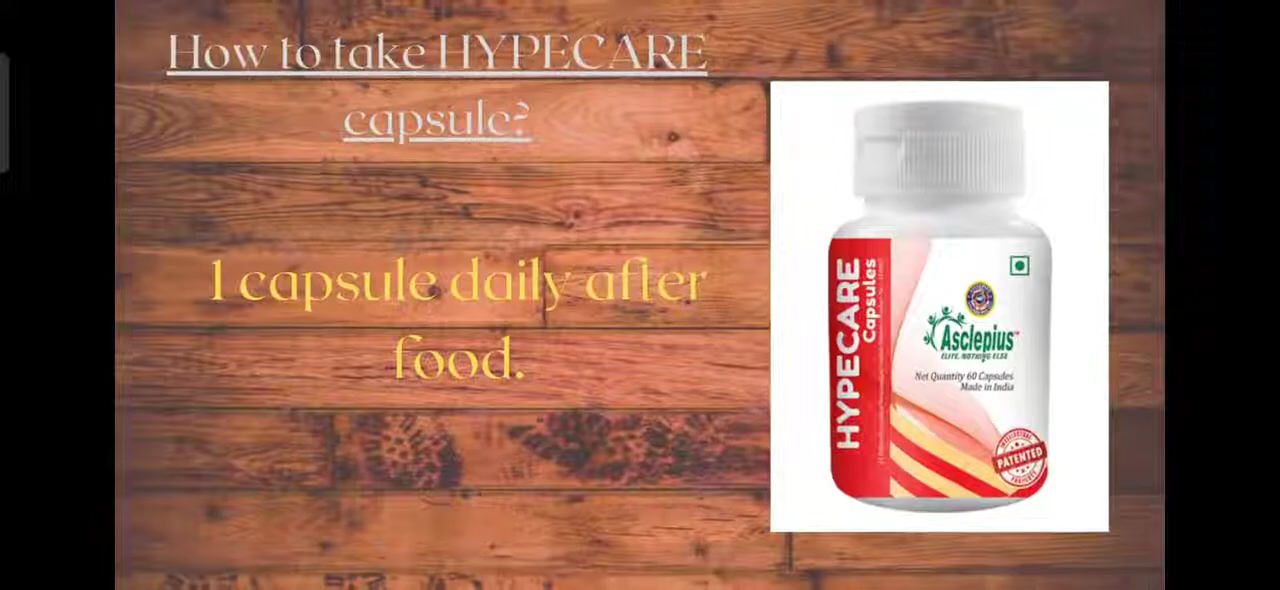 How to take HYPECARE
capsule?
1 capsule daily after
food.
HYPECARE
Capsules
Asclepius
ELITE. NOTHING ELSE
Net Quantity 60 Capsules
Made in India
PATENTED